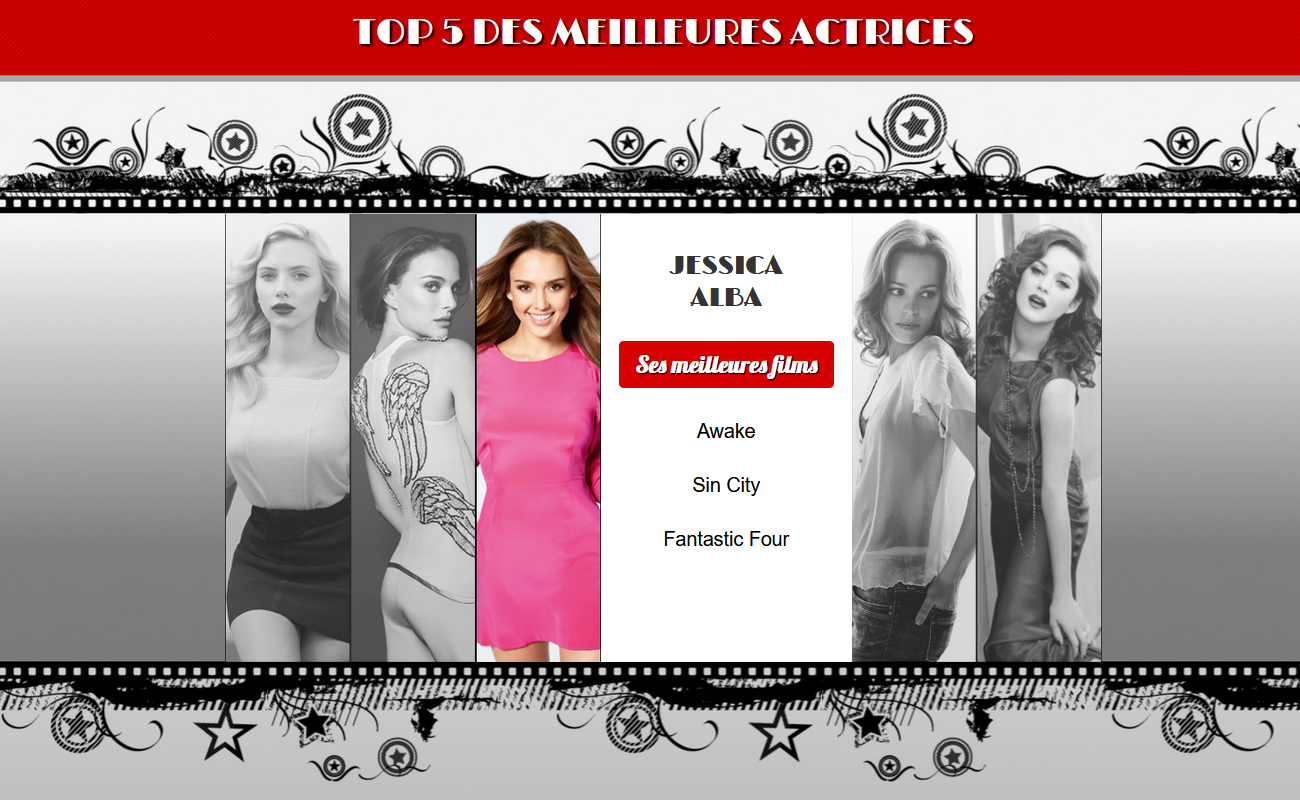 TOP 5 DES MEILLEURES ACTRICES
JESSICA
ALBA
Ses meilleures films
Awake
Sin City
Fantastic Four